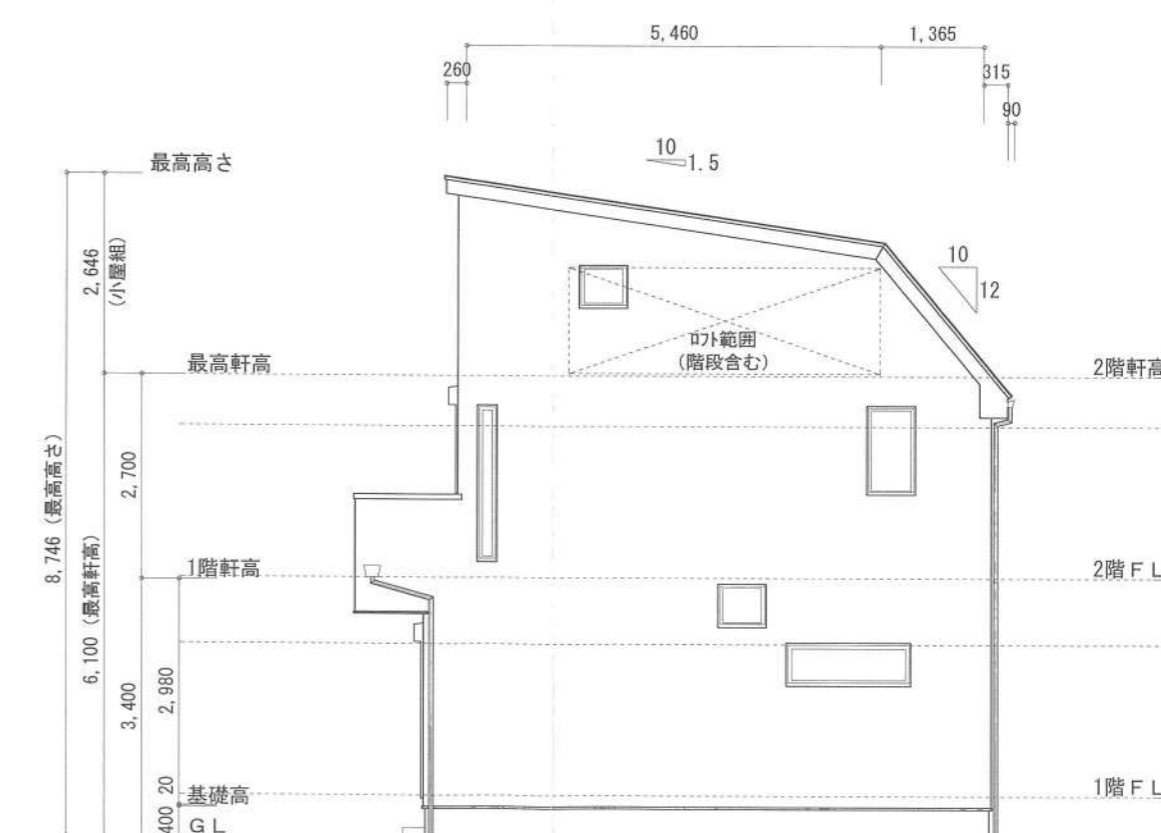 5,460
1,365
260
315
90
10
1.5
最高高さ
2,646
(小屋組)
10
12
ロフト範囲
(階段含む)
最高軒高
2階軒高
8,746 (最高高さ)
2,700
6,100 (最高軒高)
1階軒高
2階FL
3,400
2,980
20
基礎高
1階FL
400
GL